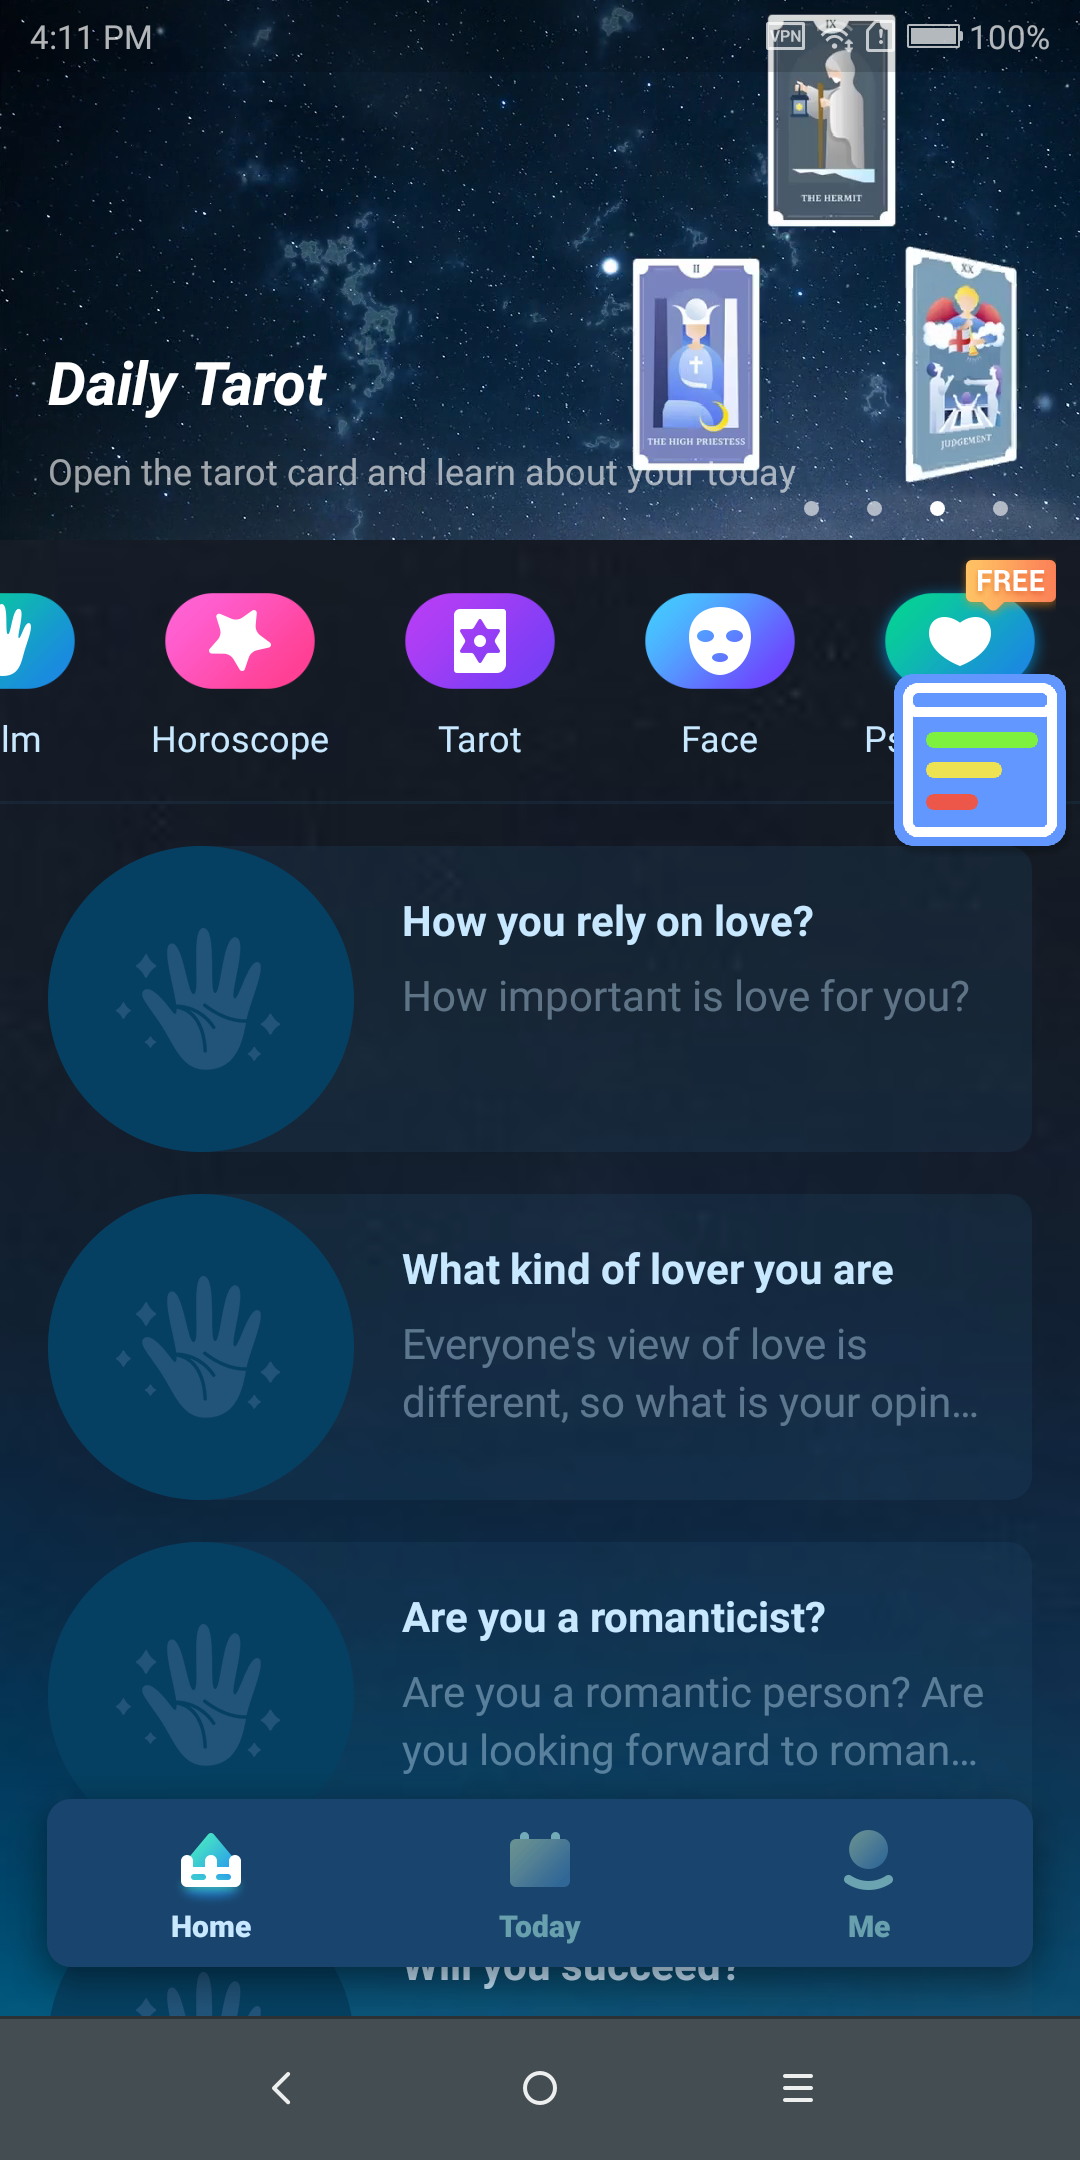 4:11 PM
VPN
100%
IX
THE HERMIT
II
THE HIGH PRIESTESS
XX
JUDGEMENT
Daily Tarot
Open the tarot card and learn about your today
FREE
lm
Horoscope
Tarot
Face
Ps
How you rely on love?
How important is love for you?
What kind of lover you are
Everyone's view of love is
different, so what is your opin...
Are you a romanticist?
Are you a romantic person? Are
you looking forward to roman...
Home
Today
Me
Will you succeed?